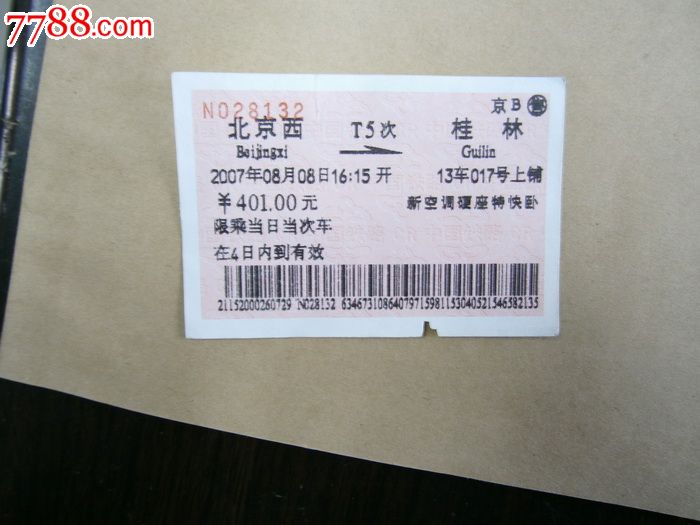 7788.com
N028132
京B 售
北京西 T5次 桂林
Beijingxi Guilin
2007年08月08日16:15开 13车017号上铺
￥401.00元 新空调硬座特快卧
限乘当日当次车
在4日内到有效
21152000260729 N028132 6346731086407971598115304052154658​2135